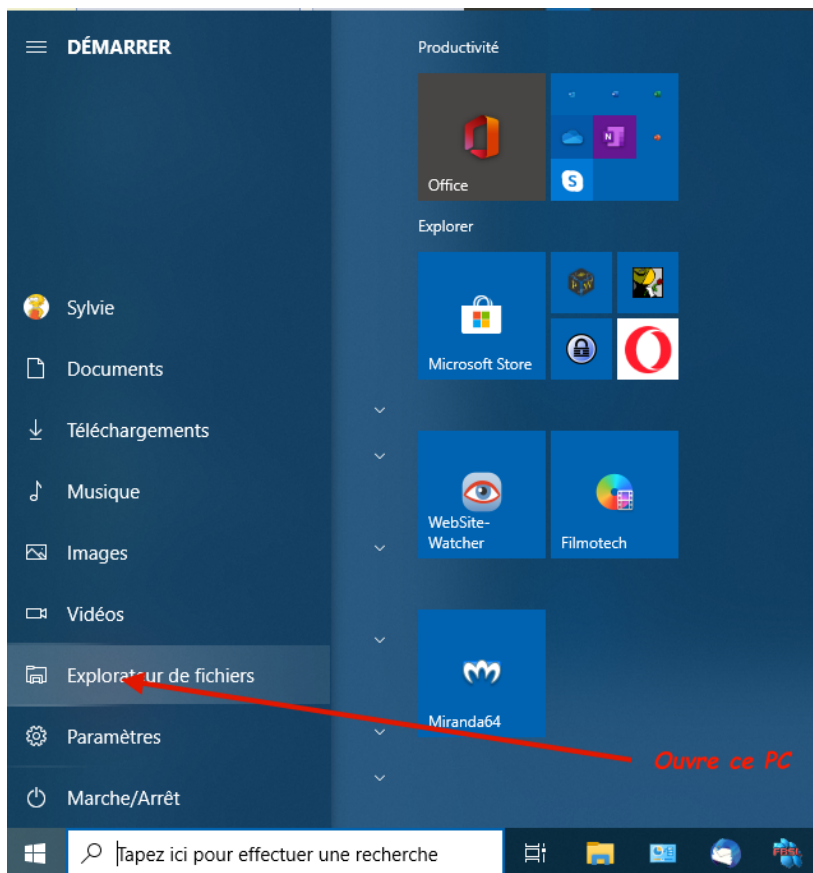 DÉMARRER
Productivité
Office
Explorer
Sylvie
Documents
Microsoft Store
Téléchargements
Musique
WebSite-
Watcher
Filmotech
Images
Vidéos
Explorateur de fichiers
Miranda64
Paramètres
Ouvre ce PC
Marche/Arrêt
Tapez ici pour effectuer une recherche